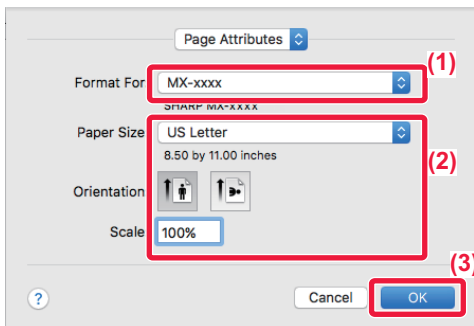 Page Attributes
(1)
Format For MX-xxxx
SHARP MX-xxxx
Paper Size US Letter
8.50 by 11.00 inches
(2)
Orientation
Scale 100%
(3)
? Cancel OK